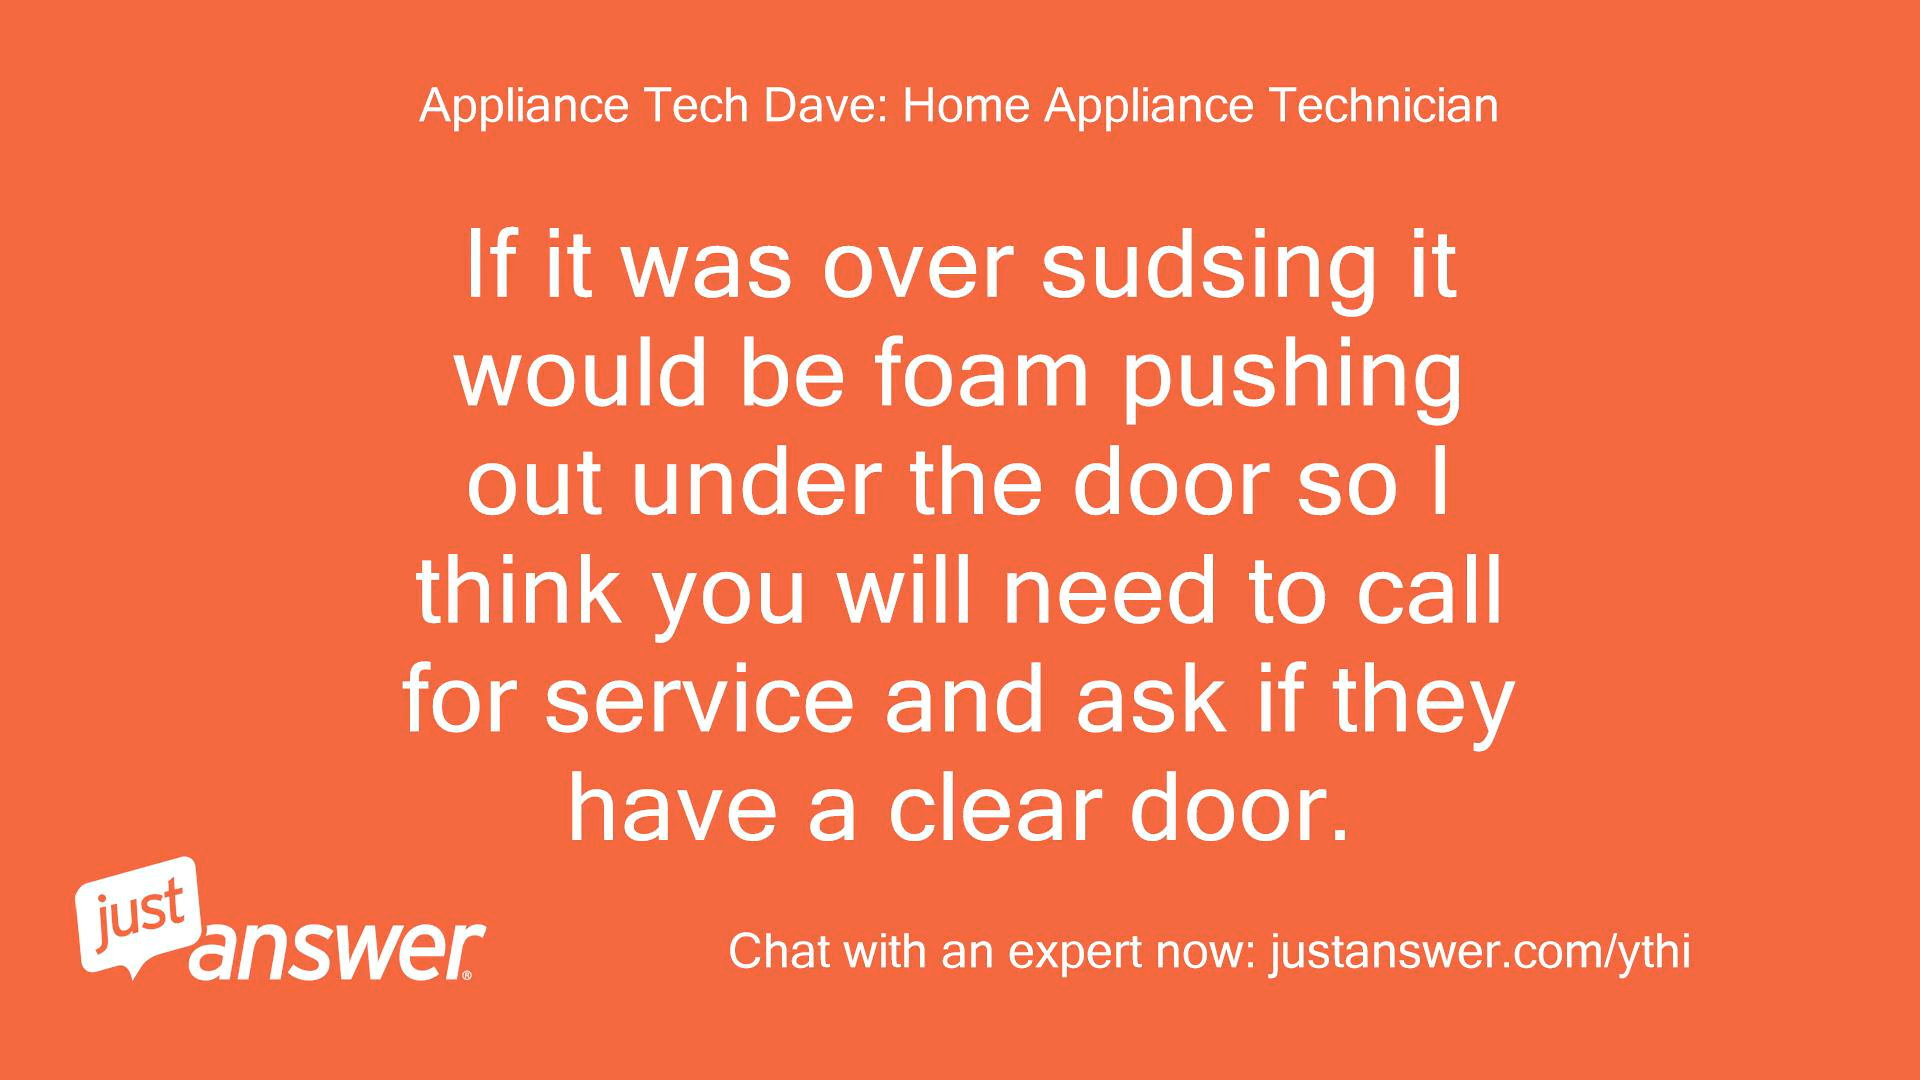 Appliance Tech Dave: Home Appliance Technician
If it was over sudsing it
would be foam pushing
out under the door so I
think you will need to call
for service and ask if they
have a clear door.
just
answer®
Chat with an expert now: justanswer.com/ythi